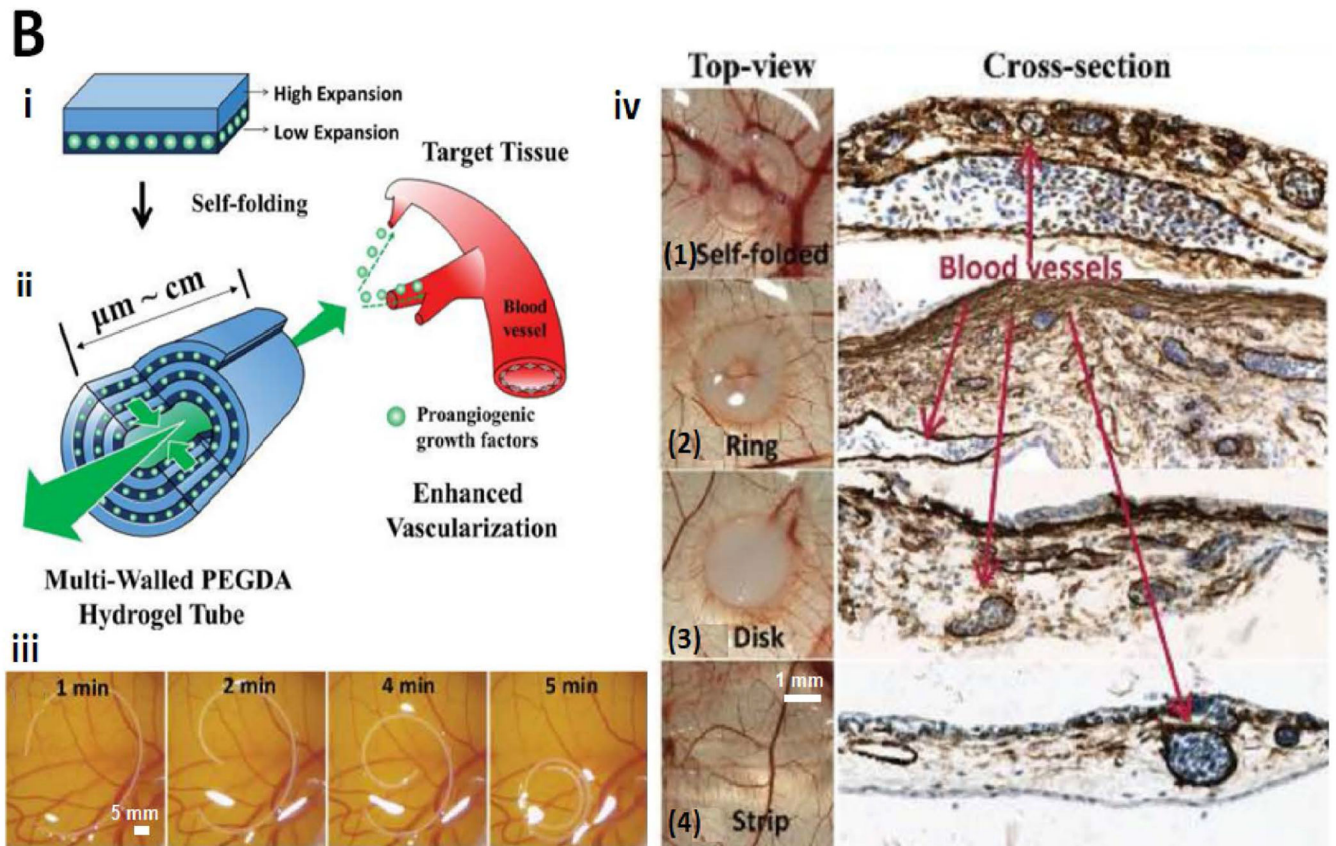 B
i
High Expansion
Low Expansion
Self-folding
Target Tissue
ii
μm ~ cm
Blood
vessel
Proangiogenic
growth factors
Enhanced
Vascularization
Multi-Walled PEGDA
Hydrogel Tube
iii
1 min
2 min
4 min
5 min
5 mm
iv
Top-view
Cross-section
(1) Self-folded
Blood vessels
(2) Ring
(3) Disk
1 mm
(4) Strip